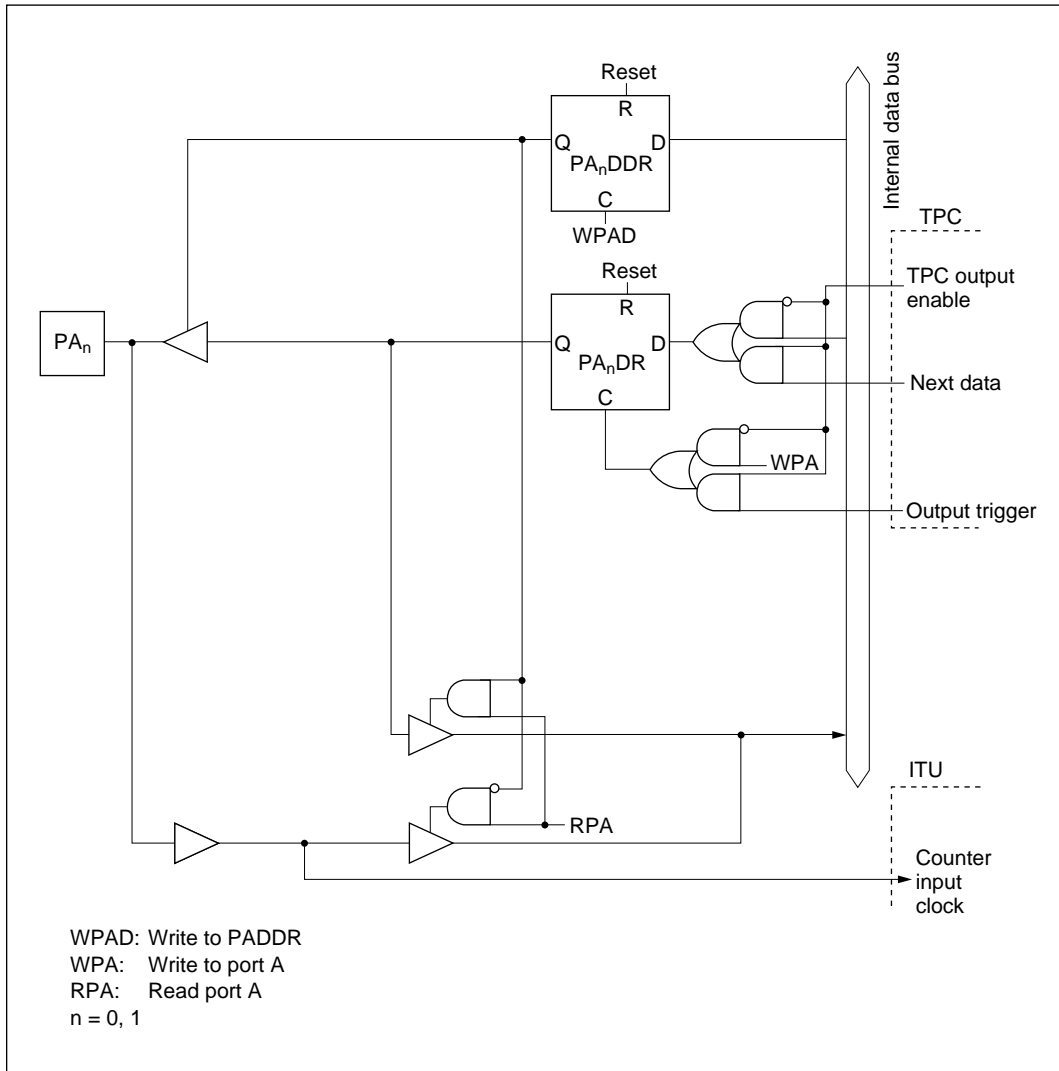 Reset
R
Q
D
PAnDDR
C
WPAD
Internal data bus
TPC
Reset
R
TPC output
enable
PAn
Q
D
PAnDR
C
Next data
WPA
Output trigger
RPA
ITU
Counter
input
clock
WPAD: Write to PADDR
WPA: Write to port A
RPA: Read port A
n = 0, 1